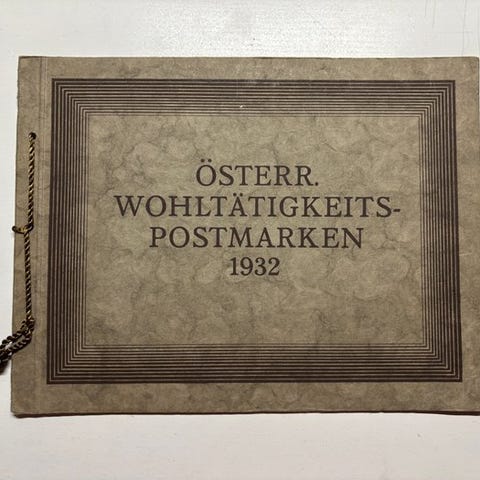 ÖSTERR.
WOHLTÄTIGKEITS-
POSTMARKEN
1932